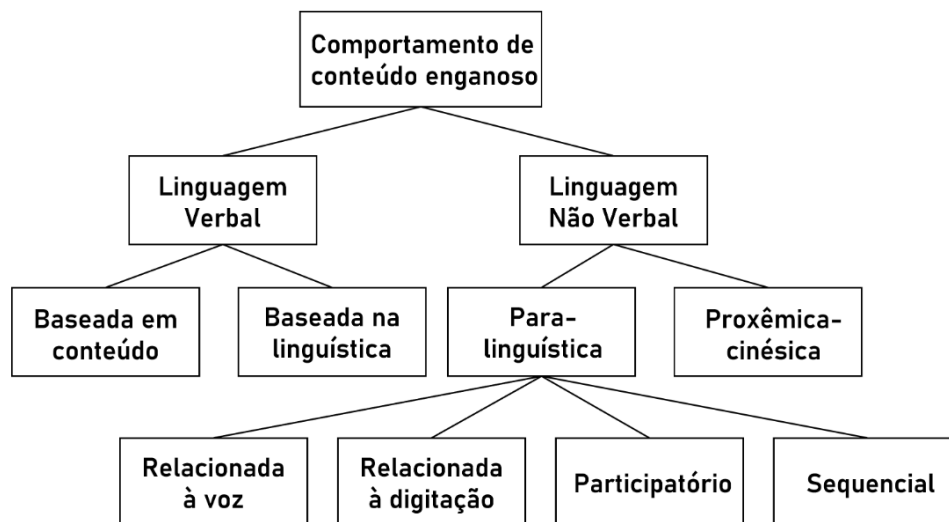 Comportamento de
conteúdo enganoso
Linguagem
Verbal
Linguagem
Não Verbal
Baseada em
conteúdo
Baseada na
linguística
Para-
linguística
Proxêmica-
cinésica
Relacionada
à voz
Relacionada
à digitação
Participatório
Sequencial